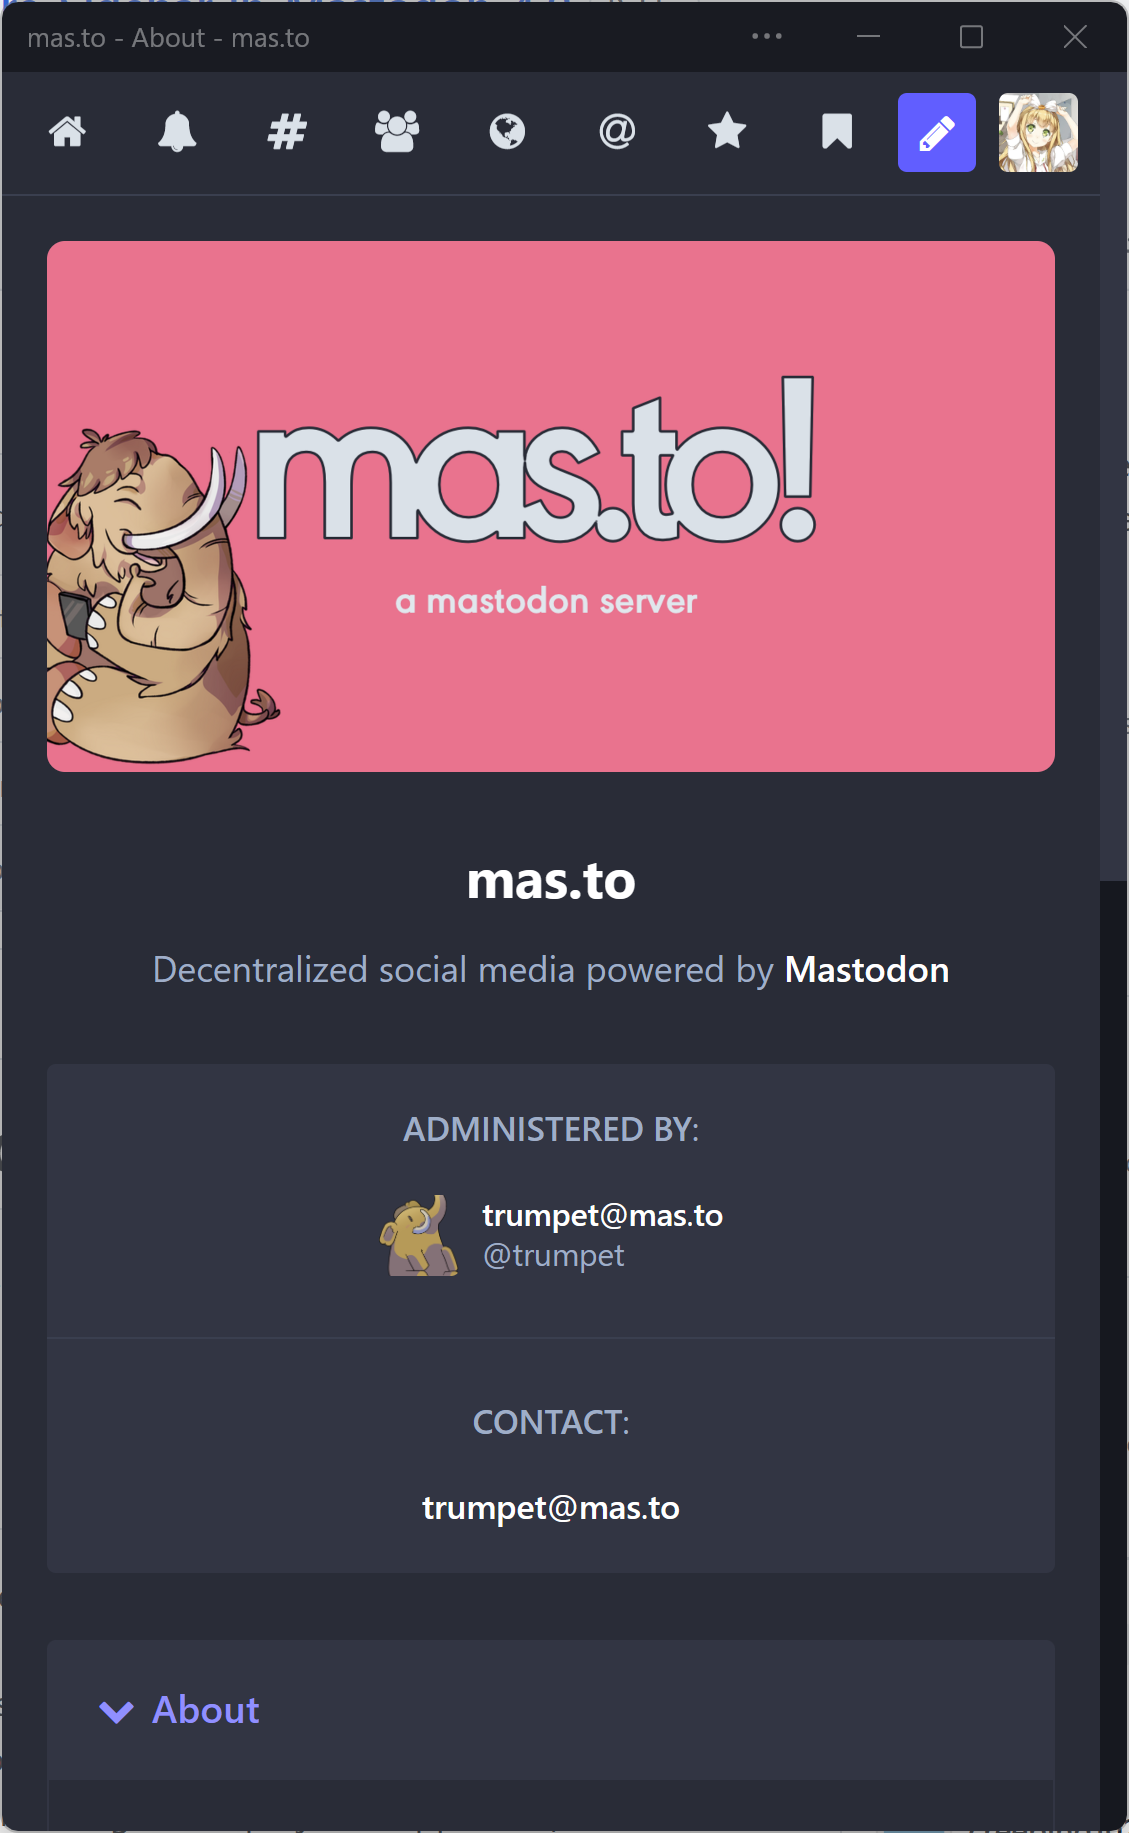 mas.to - About - mas.to
mas.to!
a mastodon server
mas.to
Decentralized social media powered by Mastodon
ADMINISTERED BY:
trumpet@mas.to
@trumpet
CONTACT:
trumpet@mas.to
About